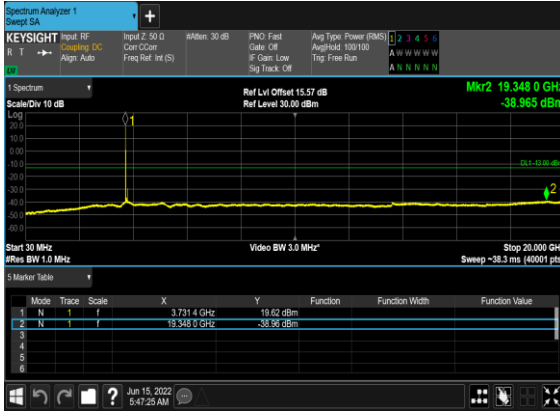 Spectrum Analyzer 1
Swept SA
+
KEYSIGHT
R T
Input: RF
Coupling: DC
Align: Auto
Input Z: 50 Ω
Corr CCorr
Freq Ref: Int (S)
#Atten: 30 dB
PNO: Fast
Gate: Off
IF Gain: Low
Sig Track: Off
Avg Type: Power (RMS)
Avg|Hold: 100/100
Trig: Free Run
1 2 3 4 5 6
A W W W W W
A N N N N N
1 Spectrum
Scale/Div 10 dB
Ref Lvl Offset 15.57 dB
Ref Level 30.00 dBm
Mkr2 19.348 0 GHz
-38.965 dBm
Log
20.0
10.0
0.00
-10.0
-20.0
-30.0
-40.0
-50.0
-60.0
1
DL1 -13.00 dBm
2
Start 30 MHz
#Res BW 1.0 MHz
Video BW 3.0 MHz*
Stop 20.000 GHz
Sweep ~38.3 ms (40001 pts)
5 Marker Table
Mode Trace Scale X Y Function Function Width Function Value
1 N 1 f 3.731 4 GHz 19.62 dBm
2 N 1 f 19.348 0 GHz -38.96 dBm
3
4
5
6
?
Jun 15, 2022
5:47:25 AM